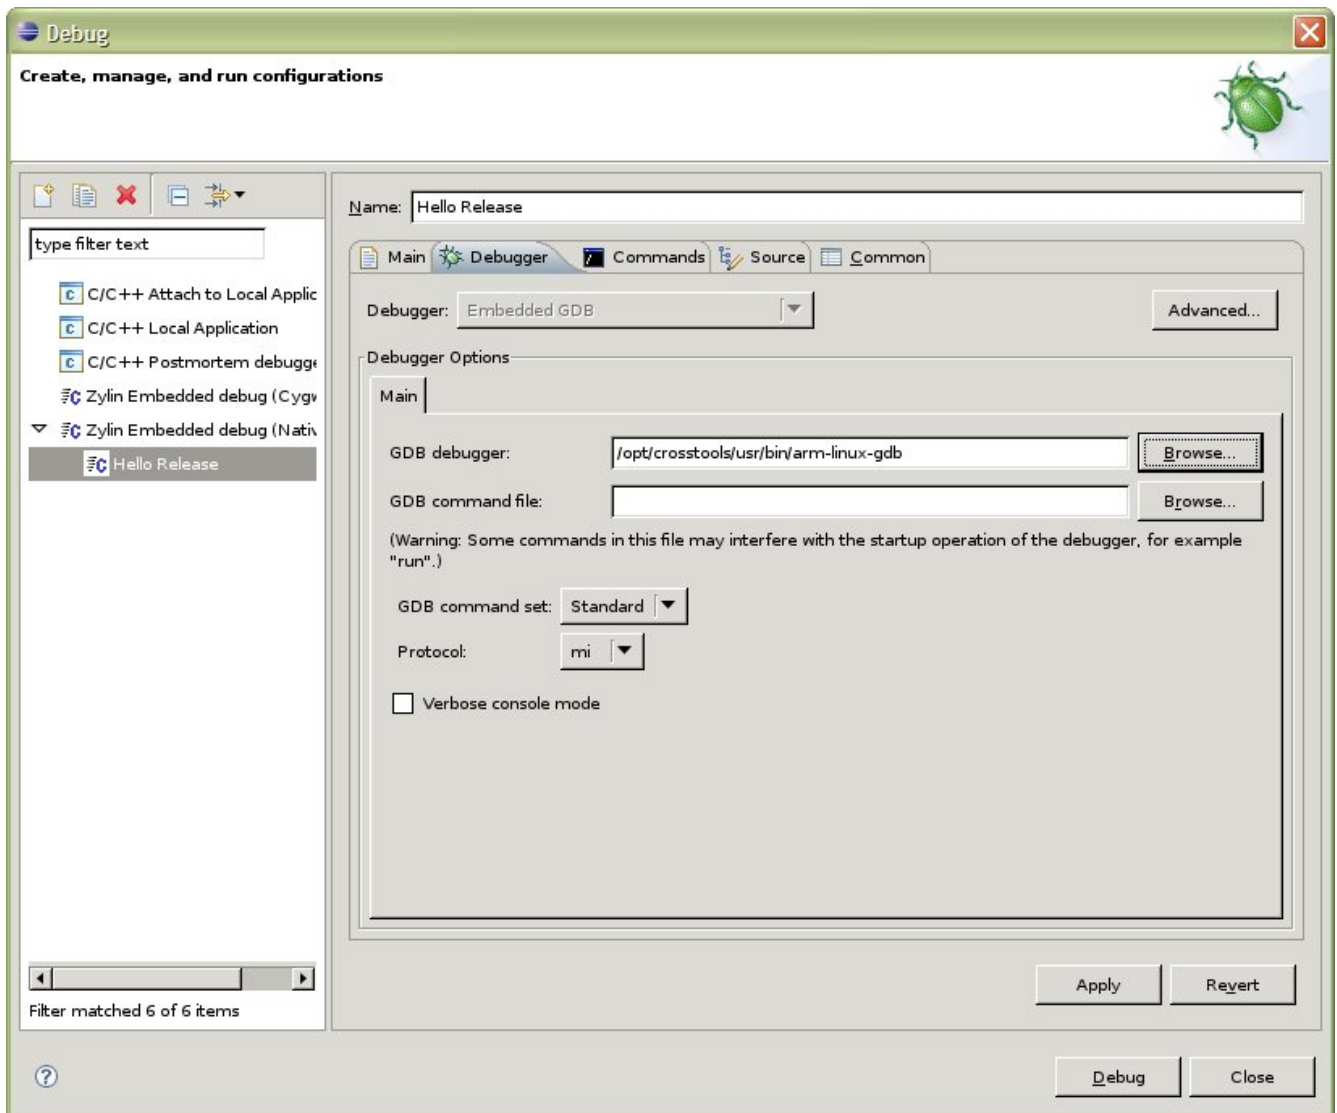 Debug
Create, manage, and run configurations
type filter text
C/C++ Attach to Local Applic
C/C++ Local Application
C/C++ Postmortem debugge
Zylin Embedded debug (Cygw
Zylin Embedded debug (Nativ
Hello Release
Filter matched 6 of 6 items
Name: Hello Release
Main Debugger Commands Source Common
Debugger: Embedded GDB Advanced...
Debugger Options
Main
GDB debugger: /opt/crosstools/usr/bin/arm-linux-gdb Browse...
GDB command file: Browse...
(Warning: Some commands in this file may interfere with the startup operation of the debugger, for example
"run".)
GDB command set: Standard
Protocol: mi
Verbose console mode
Apply Revert
Debug Close